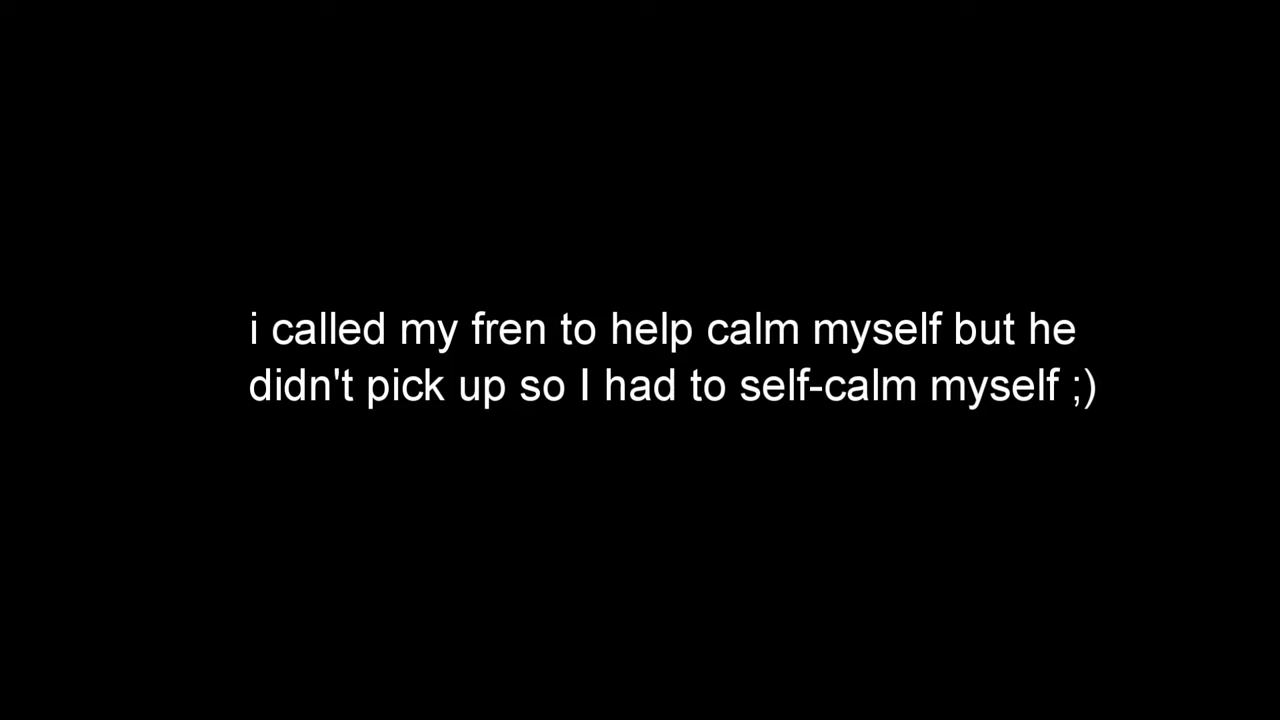 i called my fren to help calm myself but he
didn't pick up so I had to self-calm myself ;)